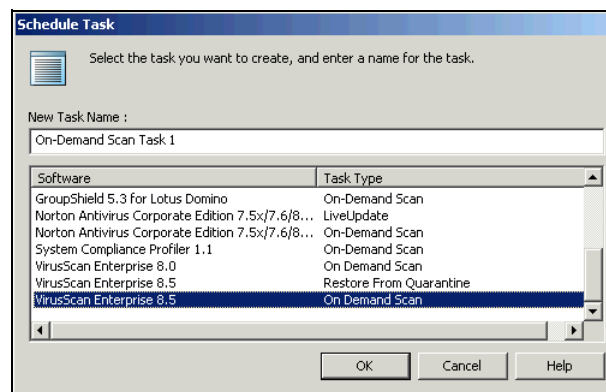 Schedule Task
Select the task you want to create, and enter a name for the task.
New Task Name :
On-Demand Scan Task 1
Software Task Type
GroupShield 5.3 for Lotus Domino On-Demand Scan
Norton Antivirus Corporate Edition 7.5x/7.6/8... LiveUpdate
Norton Antivirus Corporate Edition 7.5x/7.6/8... On-Demand Scan
System Compliance Profiler 1.1 On-Demand Scan
VirusScan Enterprise 8.0 On Demand Scan
VirusScan Enterprise 8.5 Restore From Quarantine
VirusScan Enterprise 8.5 On Demand Scan
OK Cancel Help